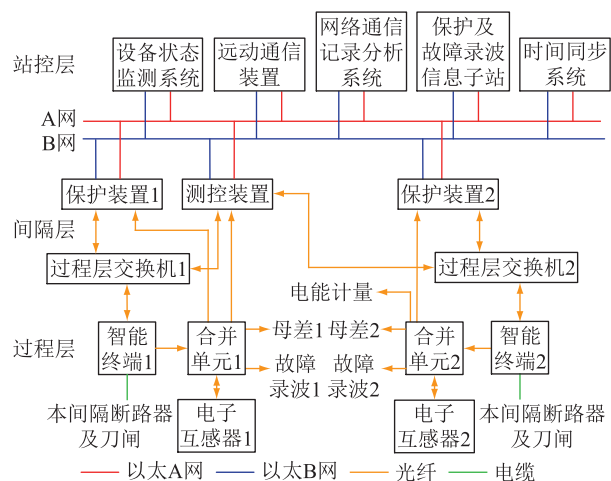 站控层
设备状态
监测系统
远动通信
装置
网络通信
记录分析
系统
保护及
故障录波
信息子站
时间同步
系统
A网
B网
保护装置1
测控装置
保护装置2
间隔层
过程层交换机1
过程层交换机2
电能计量
过程层
智能
终端1
合并
单元1
母差1
故障
录波1
母差2
故障
录波2
合并
单元2
智能
终端2
本间隔断路器
及刀闸
电子
互感器1
电子
互感器2
本间隔断路器
及刀闸
以太A网
以太B网
光纤
电缆